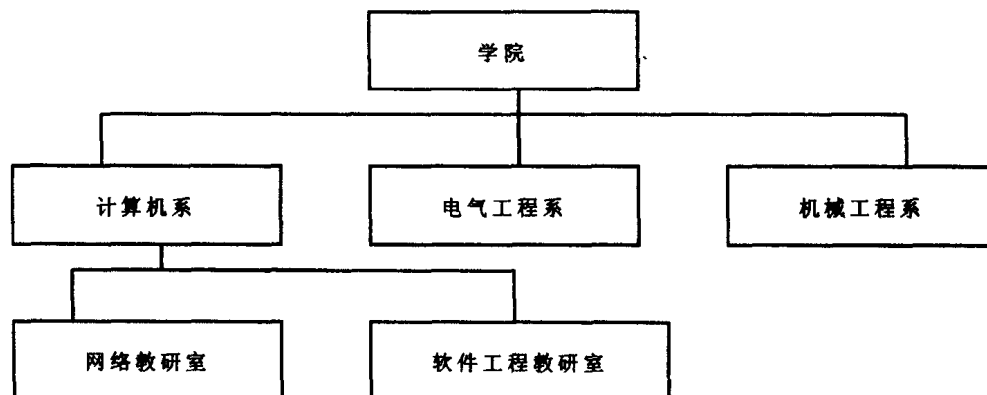 学院
计算机系
电气工程系
机械工程系
网络教研室
软件工程教研室